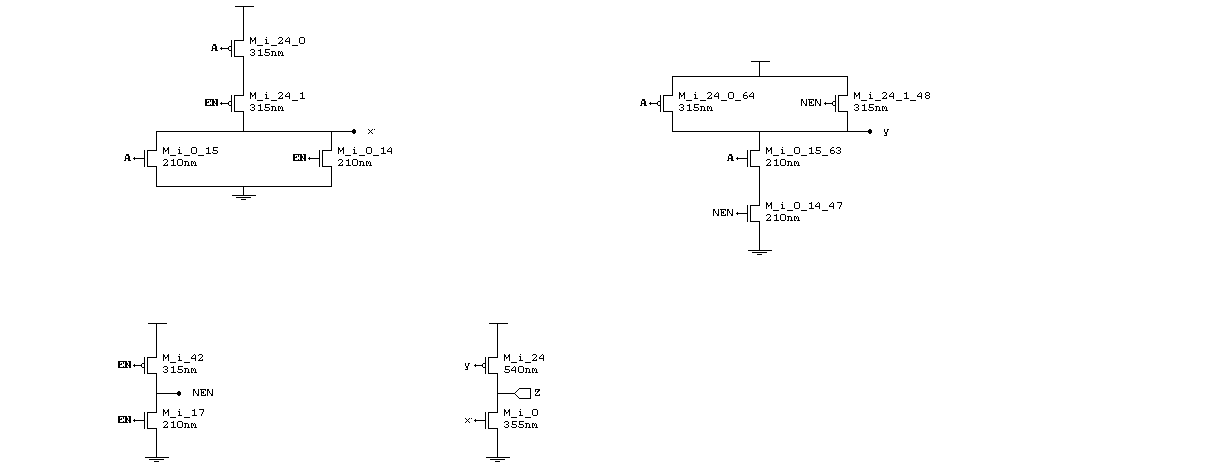 A
M_i_24_0
315nm
EN
M_i_24_1
315nm
x
A
M_i_0_15
210nm
EN
M_i_0_14
210nm
A
M_i_24_0_64
315nm
NEN
M_i_24_1_48
315nm
y
A
M_i_0_15_63
210nm
NEN
M_i_0_14_47
210nm
EN
M_i_42
315nm
NEN
EN
M_i_17
210nm
y
M_i_24
540nm
Z
x
M_i_0
355nm